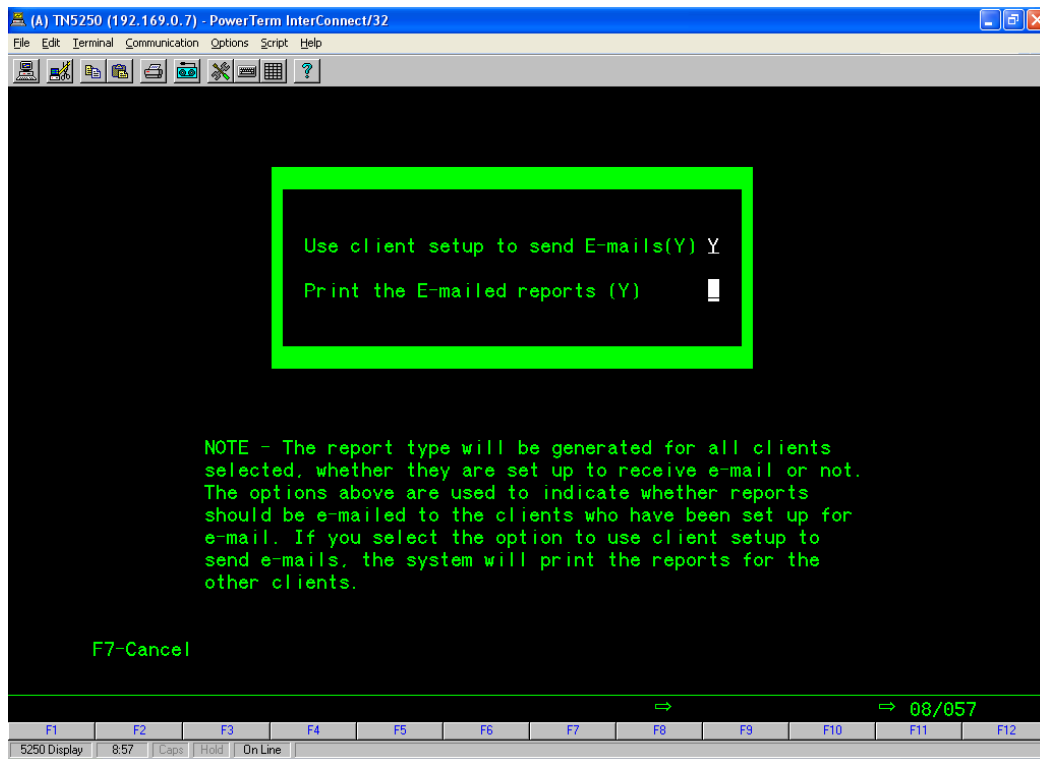 (A) TN5250 (192.169.0.7) - PowerTerm InterConnect/32
File Edit Terminal Communication Options Script Help
Use client setup to send E-mails(Y) Y
Print the E-mailed reports (Y)
NOTE - The report type will be generated for all clients
selected, whether they are set up to receive e-mail or not.
The options above are used to indicate whether reports
should be e-mailed to the clients who have been set up for
e-mail. If you select the option to use client setup to
send e-mails, the system will print the reports for the
other clients.
F7-Cancel
⇨ ⇨ 08/057
F1 F2 F3 F4 F5 F6 F7 F8 F9 F10 F11 F12
5250 Display 8:57 Caps Hold On Line